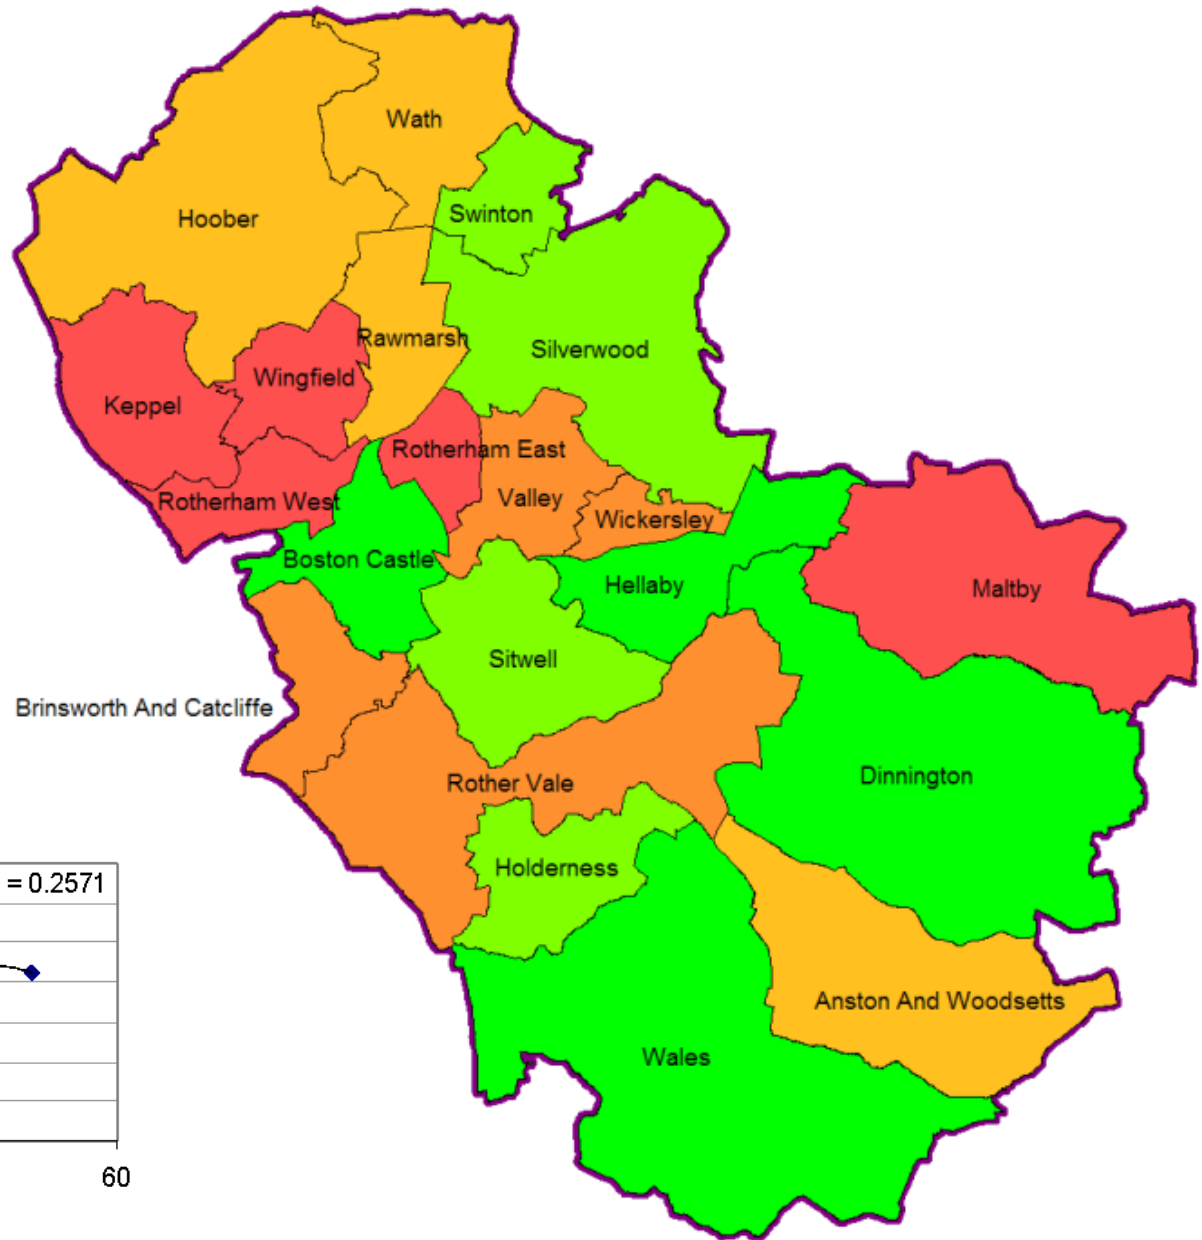 Wath
Hoober
Swinton
Rawmarsh
Silverwood
Wingfield
Keppel
Rotherham East
Rotherham West
Valley
Wickersley
Boston Castle
Hellaby
Maltby
Sitwell
Brinsworth And Catcliffe
Rother Vale
Dinnington
Holderness
= 0.2571
Anston And Woodsetts
Wales
60